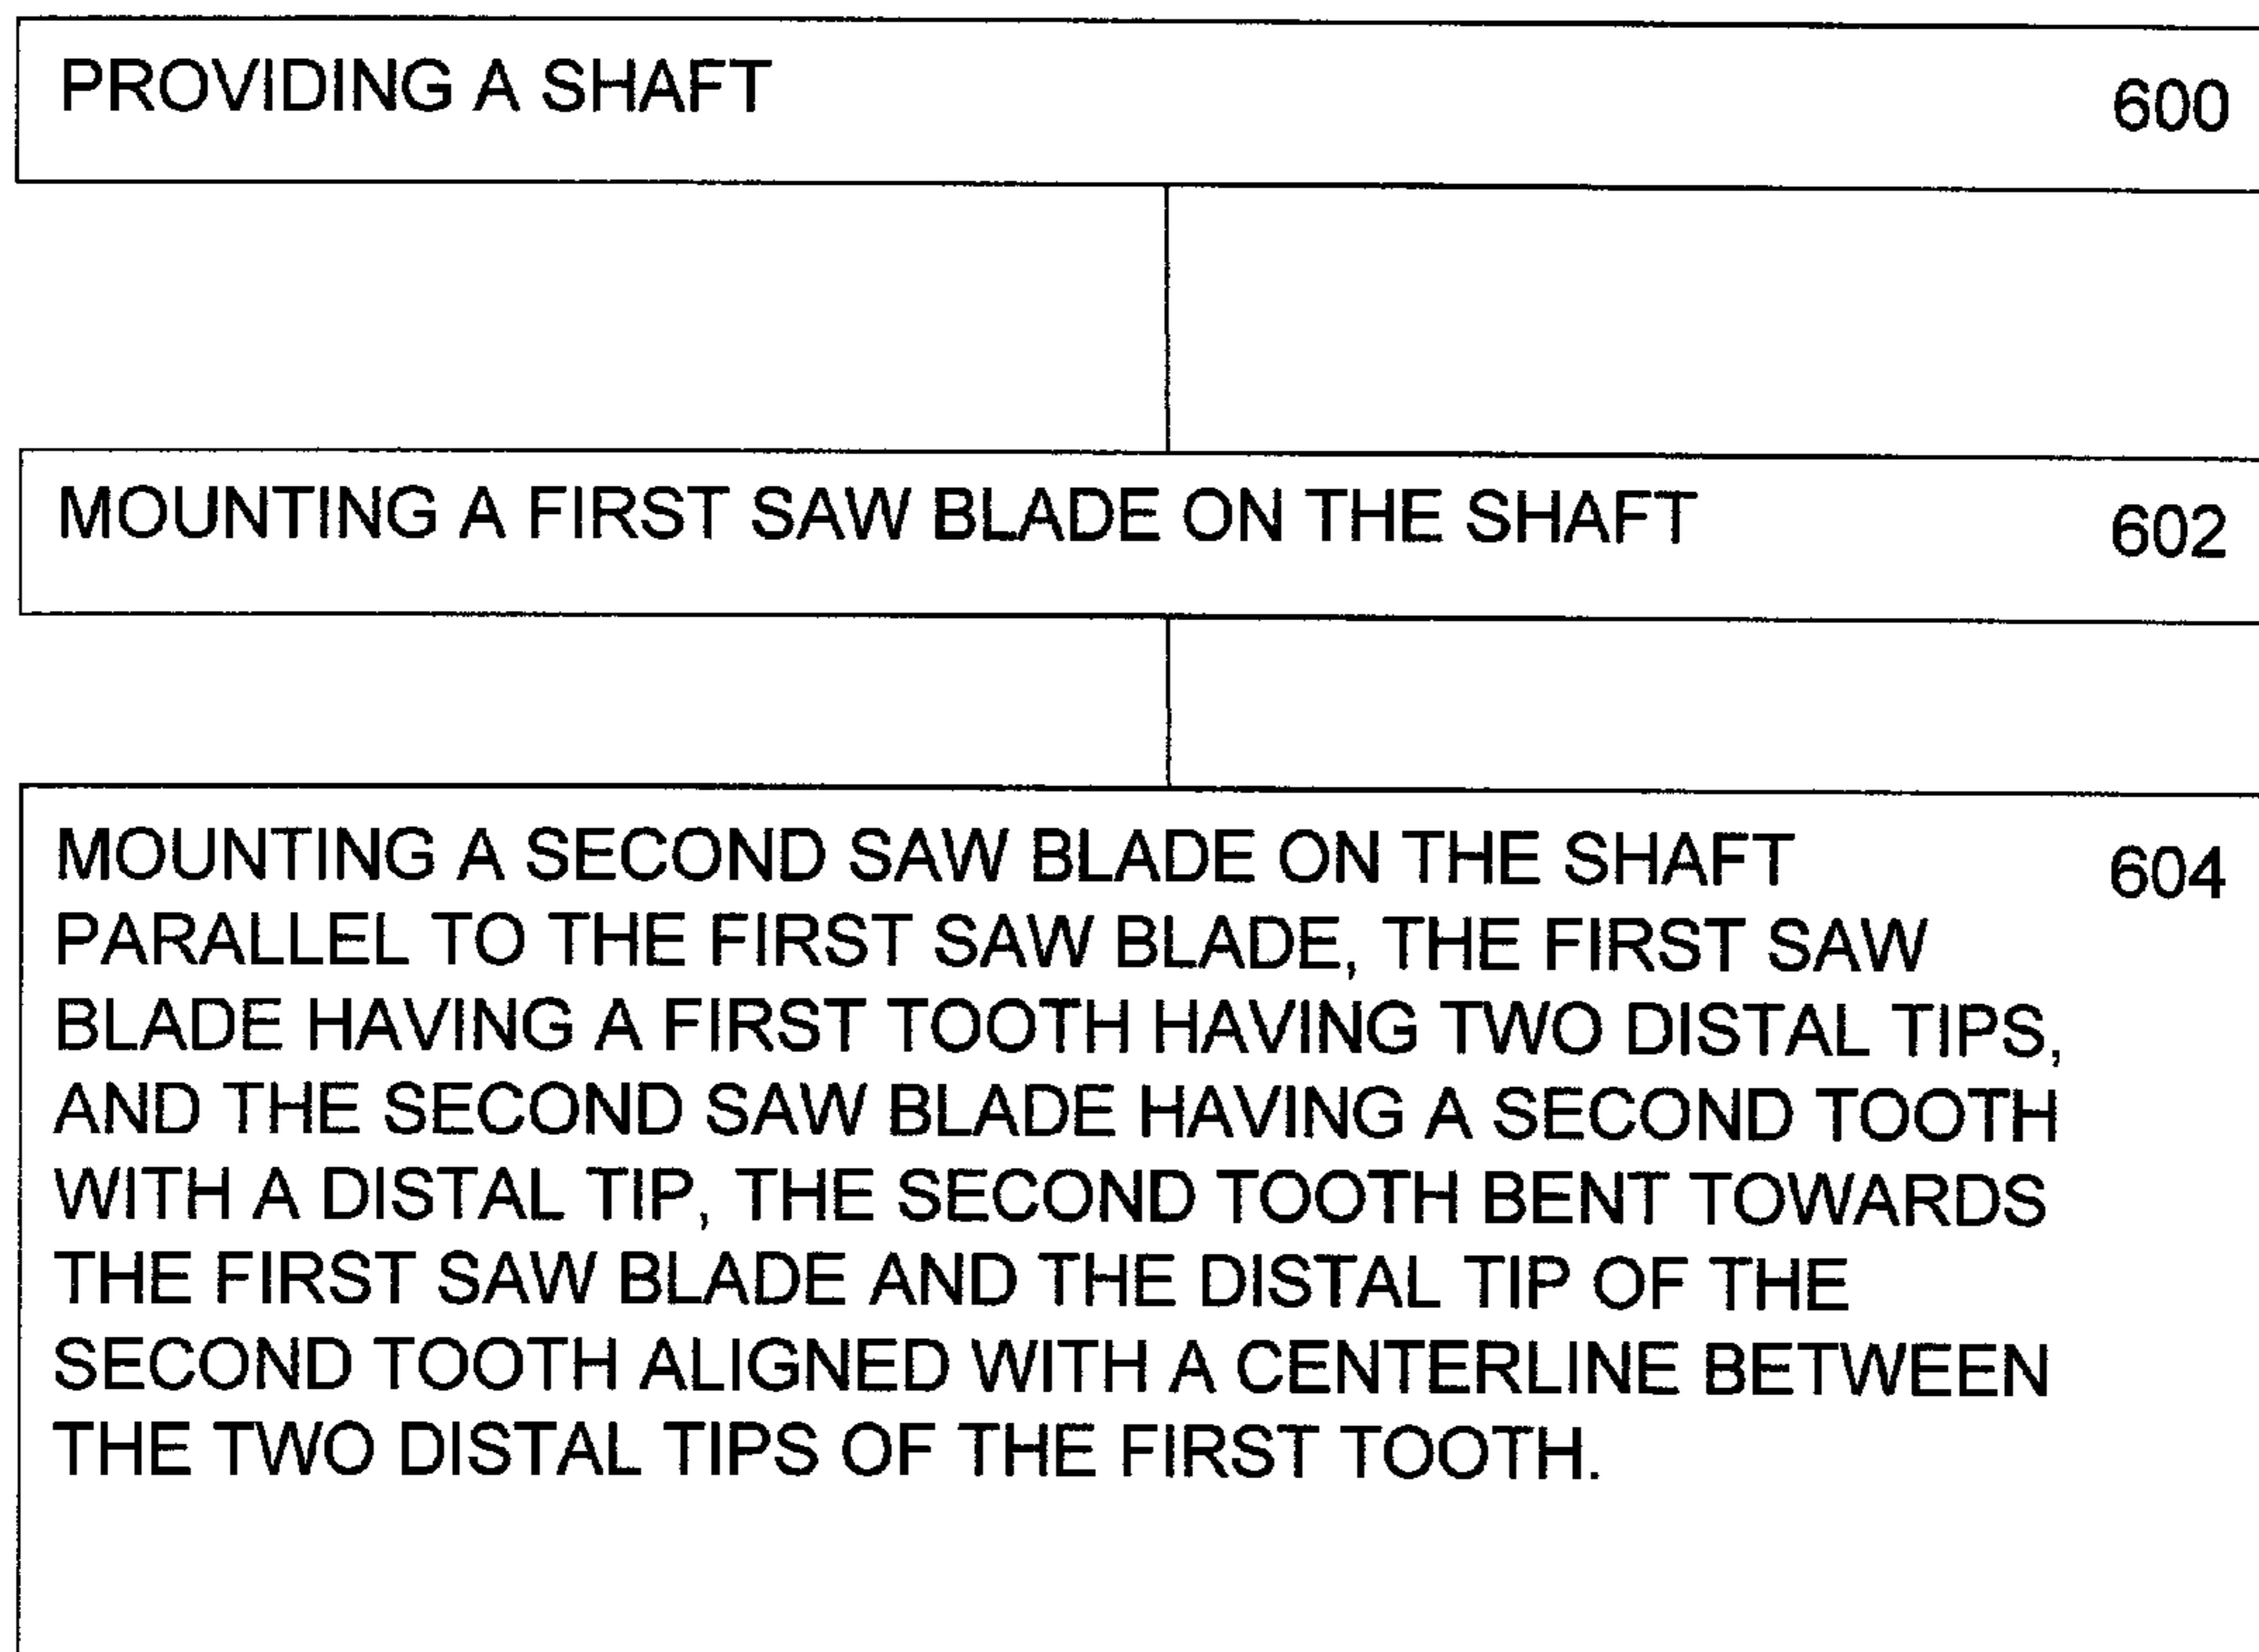 PROVIDING A SHAFT 600
MOUNTING A FIRST SAW BLADE ON THE SHAFT 602
MOUNTING A SECOND SAW BLADE ON THE SHAFT 604
PARALLEL TO THE FIRST SAW BLADE, THE FIRST SAW
BLADE HAVING A FIRST TOOTH HAVING TWO DISTAL TIPS,
AND THE SECOND SAW BLADE HAVING A SECOND TOOTH
WITH A DISTAL TIP, THE SECOND TOOTH BENT TOWARDS
THE FIRST SAW BLADE AND THE DISTAL TIP OF THE
SECOND TOOTH ALIGNED WITH A CENTERLINE BETWEEN
THE TWO DISTAL TIPS OF THE FIRST TOOTH.